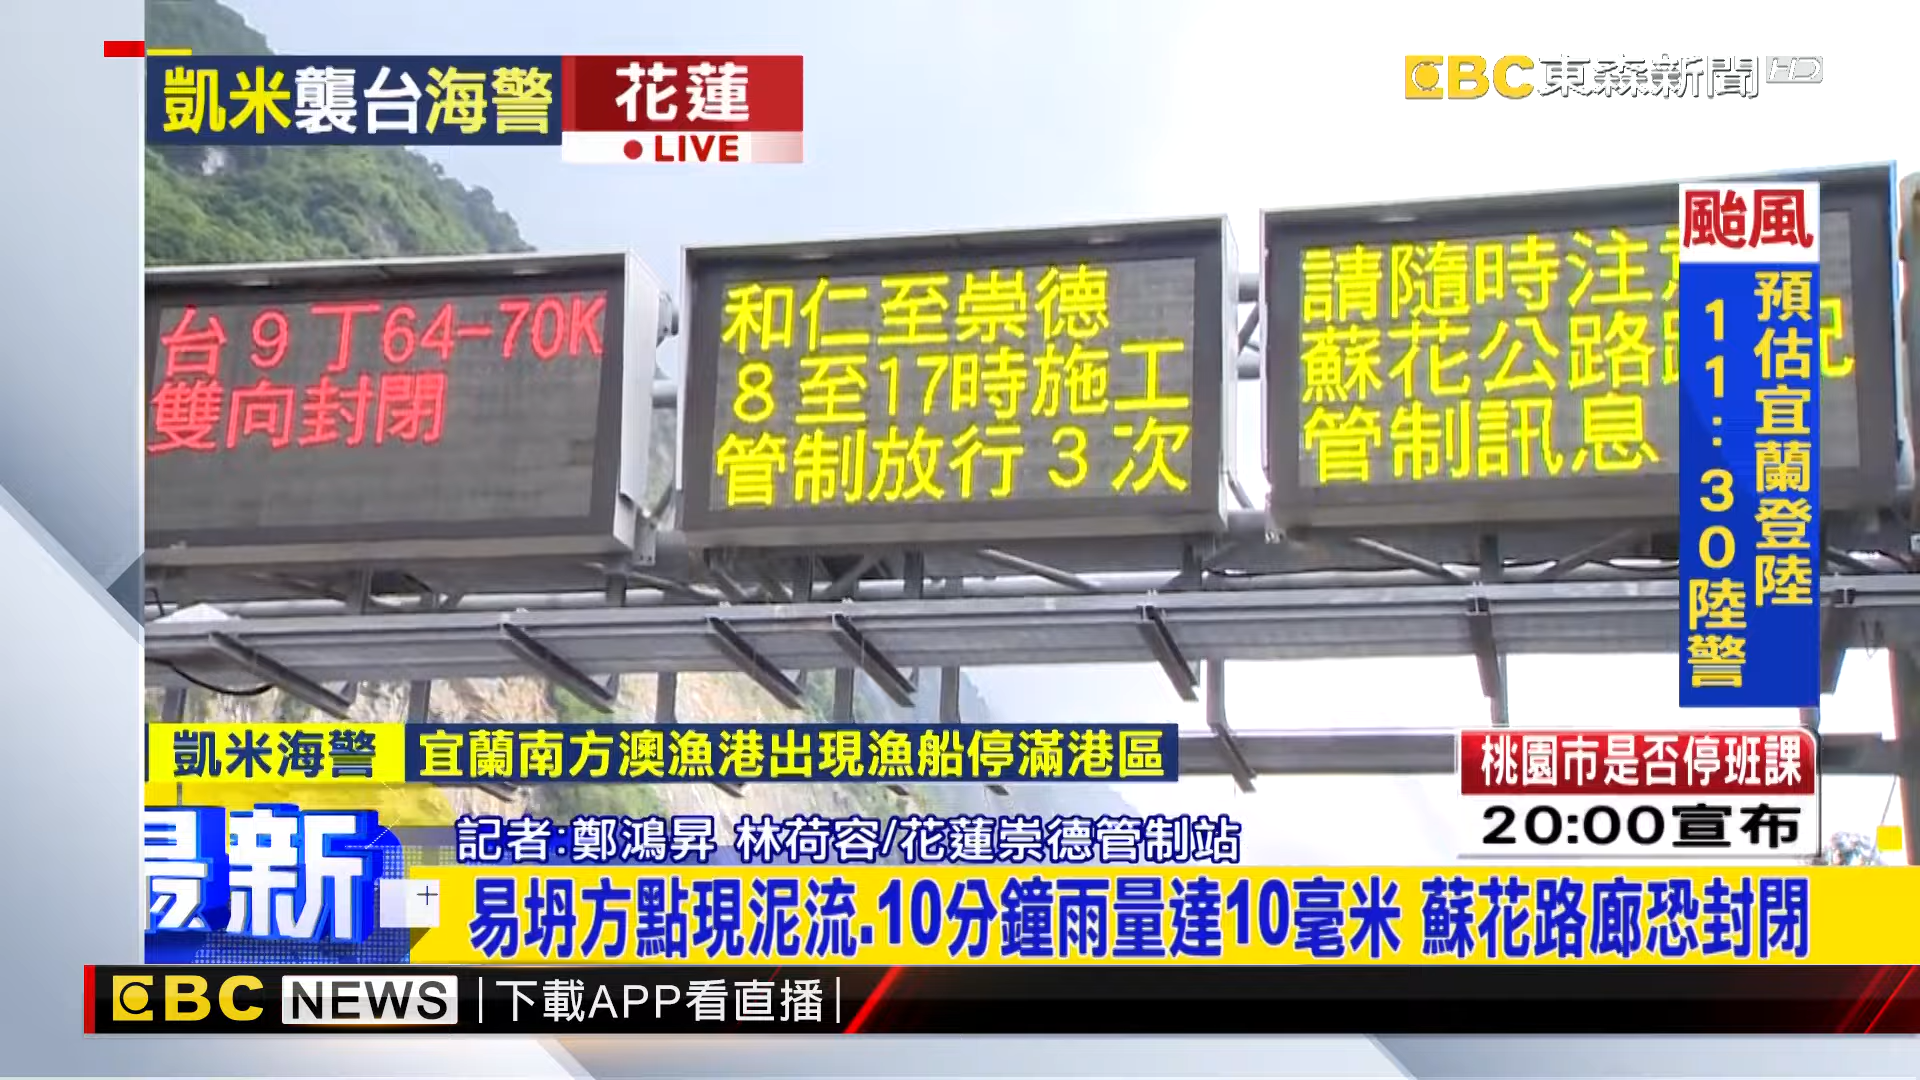 凱米襲台海警
花蓮
LIVE
EBC東森新聞HD
颱風
預估宜蘭登陸
11:30陸警
台9丁64-70K
雙向封閉
和仁至崇德
8至17時施工
管制放行3次
請隨時注意
蘇花公路路況
管制訊息
凱米海警
宜蘭南方澳漁港出現漁船停滿港區
桃園市是否停班課
20:00宣布
最新
記者:鄭鴻昇 林荷容/花蓮崇德管制站
易坍方點現泥流.10分鐘雨量達10毫米 蘇花路廊恐封閉
EBC NEWS
下載APP看直播